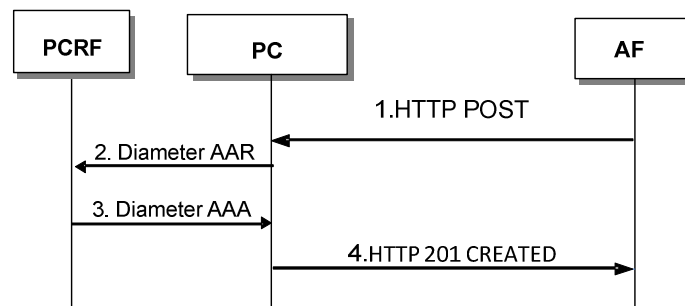 PCRF
PC
AF
1.HTTP POST
2. Diameter AAR
3. Diameter AAA
4.HTTP 201 CREATED